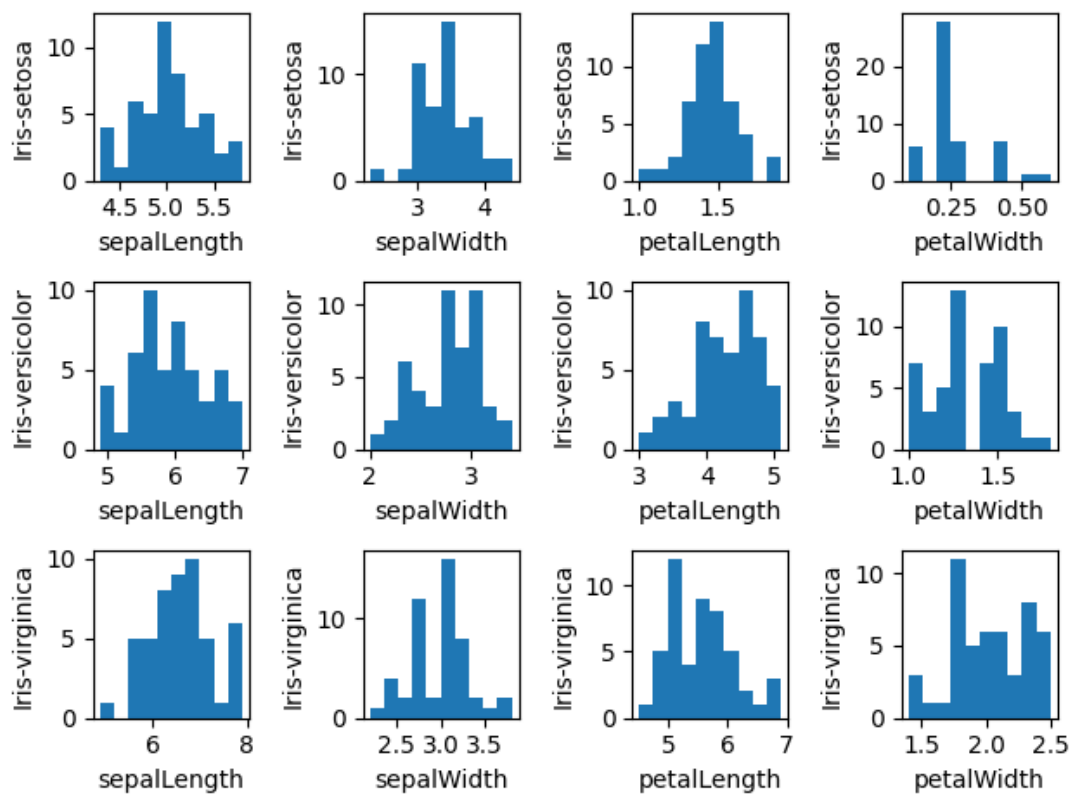 Iris-setosa
10
5
0
4.5 5.0 5.5
sepalLength
Iris-setosa
10
0
3 4
sepalWidth
Iris-setosa
10
5
0
1.0 1.5
petalLength
Iris-setosa
20
10
0
0.25 0.50
petalWidth
Iris-versicolor
10
5
0
5 6 7
sepalLength
Iris-versicolor
10
5
0
2 3
sepalWidth
Iris-versicolor
10
5
0
3 4 5
petalLength
Iris-versicolor
10
5
0
1.0 1.5
petalWidth
Iris-virginica
10
5
0
6 8
sepalLength
Iris-virginica
10
0
2.5 3.0 3.5
sepalWidth
Iris-virginica
10
5
0
5 6 7
petalLength
Iris-virginica
10
5
0
1.5 2.0 2.5
petalWidth